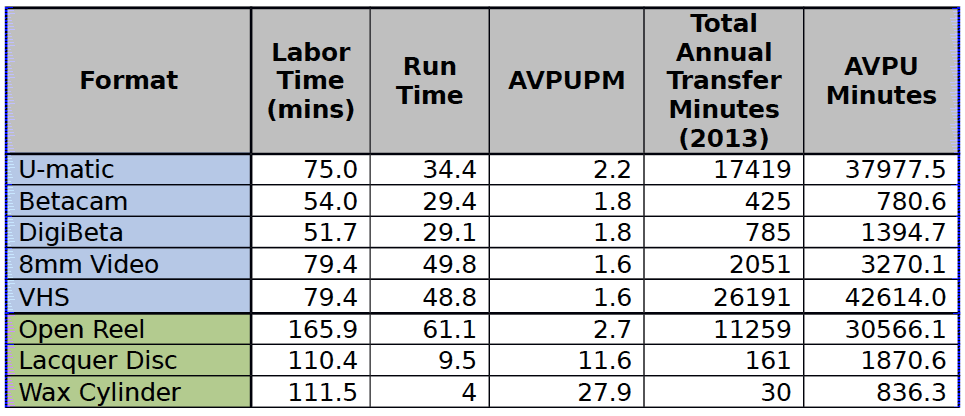 Format Labor Time (mins) Run Time AVPUPM Total Annual Transfer Minutes (2013) AVPU Minutes
U-matic 75.0 34.4 2.2 17419 37977.5
Betacam 54.0 29.4 1.8 425 780.6
DigiBeta 51.7 29.1 1.8 785 1394.7
8mm Video 79.4 49.8 1.6 2051 3270.1
VHS 79.4 48.8 1.6 26191 42614.0
Open Reel 165.9 61.1 2.7 11259 30566.1
Lacquer Disc 110.4 9.5 11.6 161 1870.6
Wax Cylinder 111.5 4 27.9 30 836.3